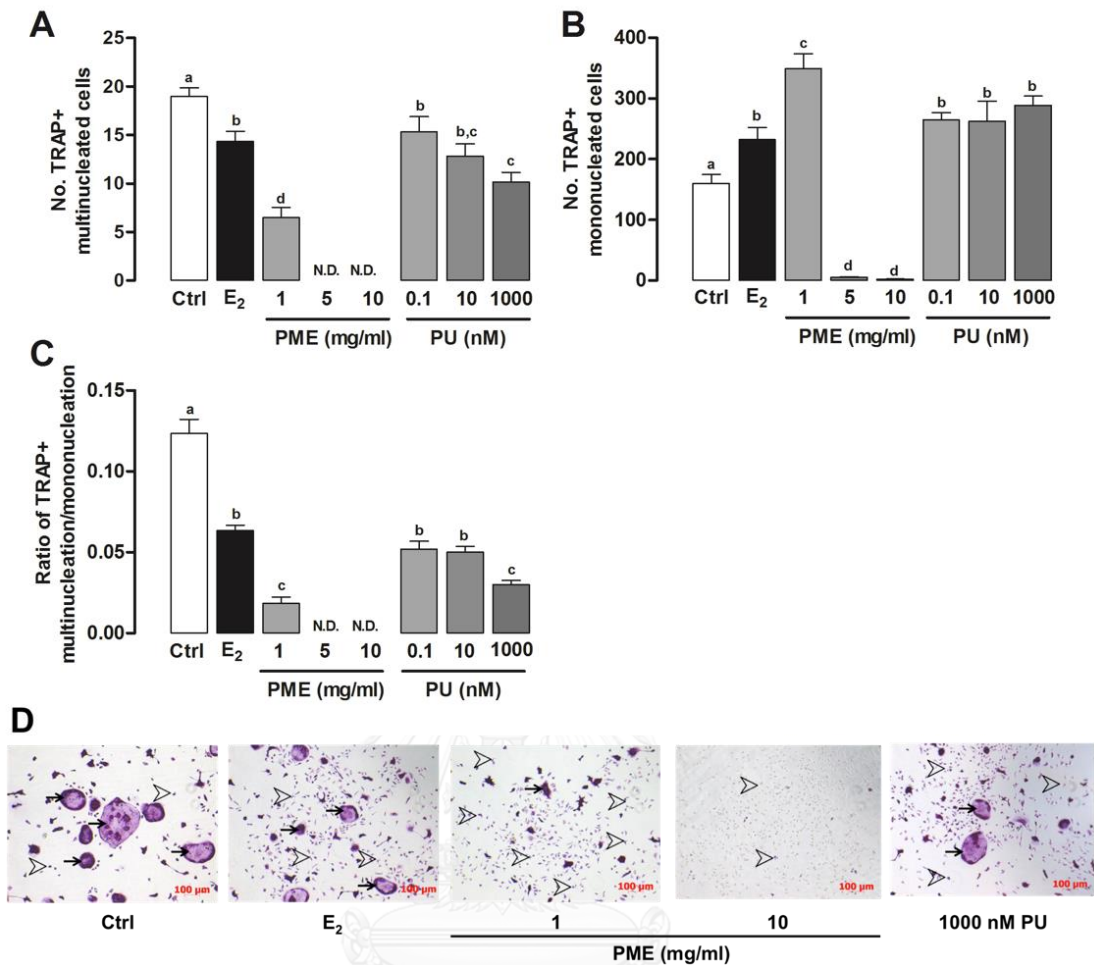 A
No. TRAP+
multinucleated cells
25
20
15
10
5
0
a
b
d
N.D. N.D.
b
b,c
c
Ctrl E₂ 1 5 10 0.1 10 1000
PME (mg/ml) PU (nM)
B
No. TRAP+
mononucleated cells
400
300
200
100
0
a
b
c
d d
b b b
Ctrl E₂ 1 5 10 0.1 10 1000
PME (mg/ml) PU (nM)
C
Ratio of TRAP+
multinucleation/mononucleation
0.15
0.10
0.05
0.00
a
b
c
N.D. N.D.
b b
c
Ctrl E₂ 1 5 10 0.1 10 1000
PME (mg/ml) PU (nM)
D
100 µm 100 µm 100 µm 100 µm 100 µm
Ctrl E₂ 1 10 1000 nM PU
PME (mg/ml)